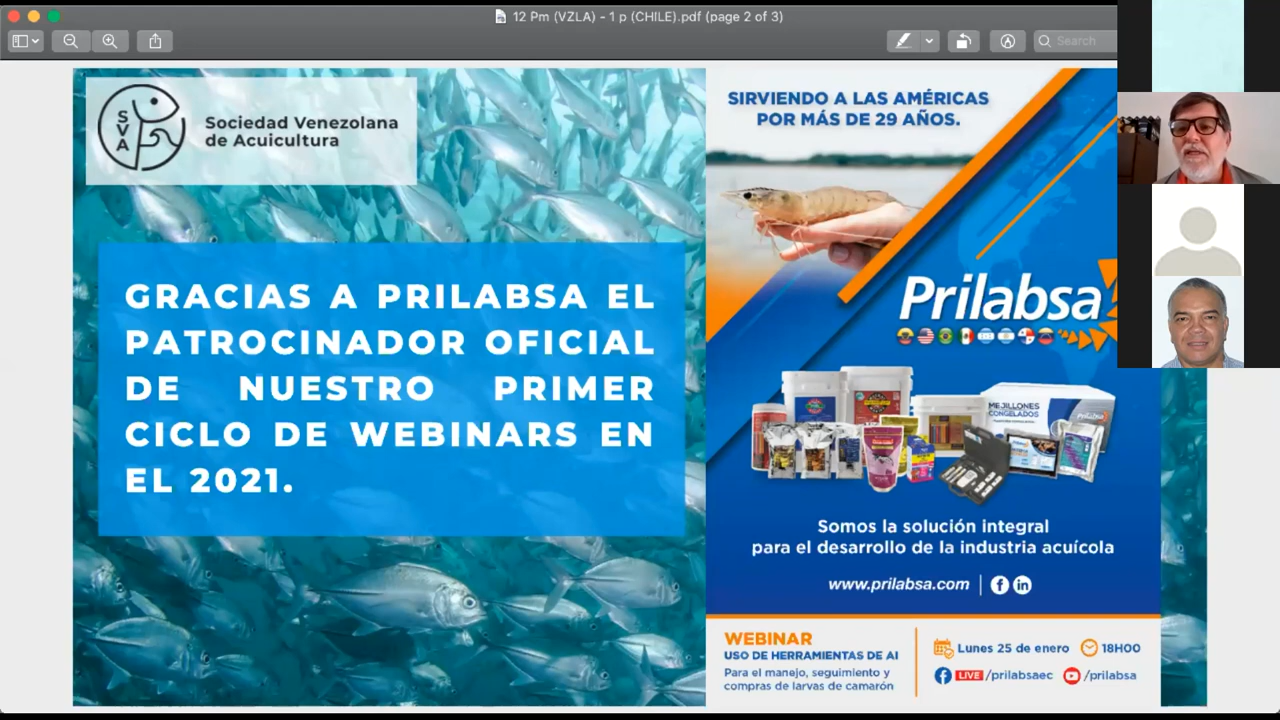 12 Pm (VZLA) - 1 p (CHILE).pdf (page 2 of 3)
Search
SVA
Sociedad Venezolana
de Acuicultura
GRACIAS A PRILABSA EL
PATROCINADOR OFICIAL
DE NUESTRO PRIMER
CICLO DE WEBINARS EN
EL 2021.
SIRVIENDO A LAS AMÉRICAS
POR MÁS DE 29 AÑOS.
Prilabsa
MEJILLONES
CONGELADOS
Prilabsa
Somos la solución integral
para el desarrollo de la industria acuícola
www.prilabsa.com
WEBINAR
USO DE HERRAMIENTAS DE AI
Para el manejo, seguimiento y
compras de larvas de camarón
Lunes 25 de enero
18H00
LIVE /prilabsaec
/prilabsa